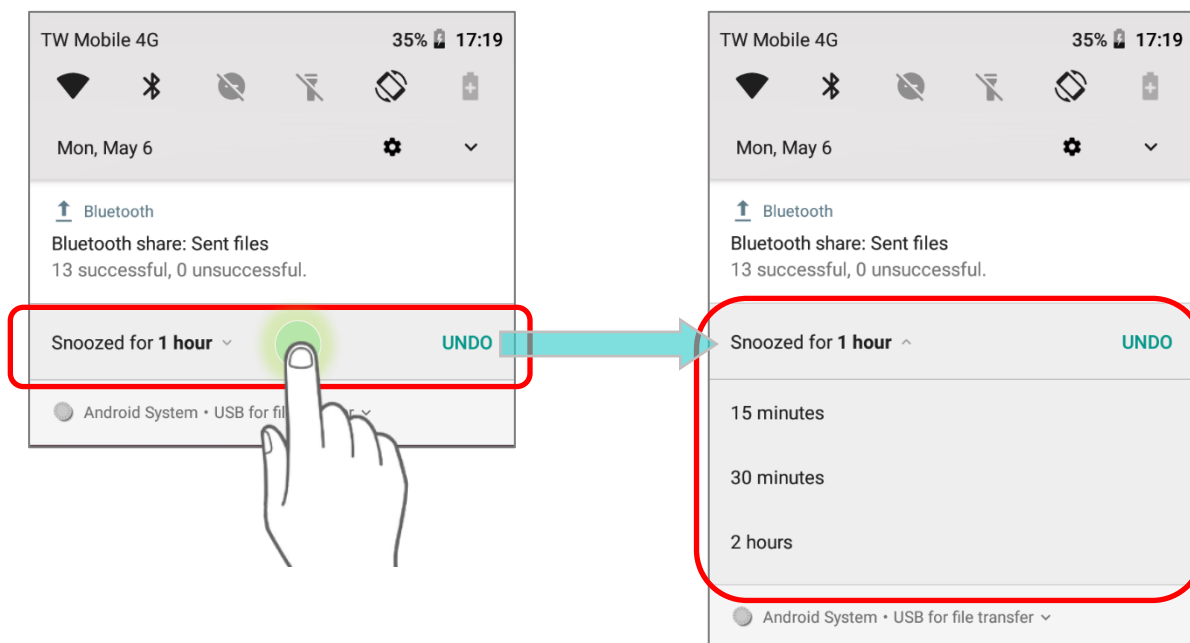 TW Mobile 4G 35% 17:19
Mon, May 6
Bluetooth
Bluetooth share: Sent files
13 successful, 0 unsuccessful.
Snoozed for 1 hour UNDO
Android System • USB for fil r
TW Mobile 4G 35% 17:19
Mon, May 6
Bluetooth
Bluetooth share: Sent files
13 successful, 0 unsuccessful.
Snoozed for 1 hour UNDO
15 minutes
30 minutes
2 hours
Android System • USB for file transfer